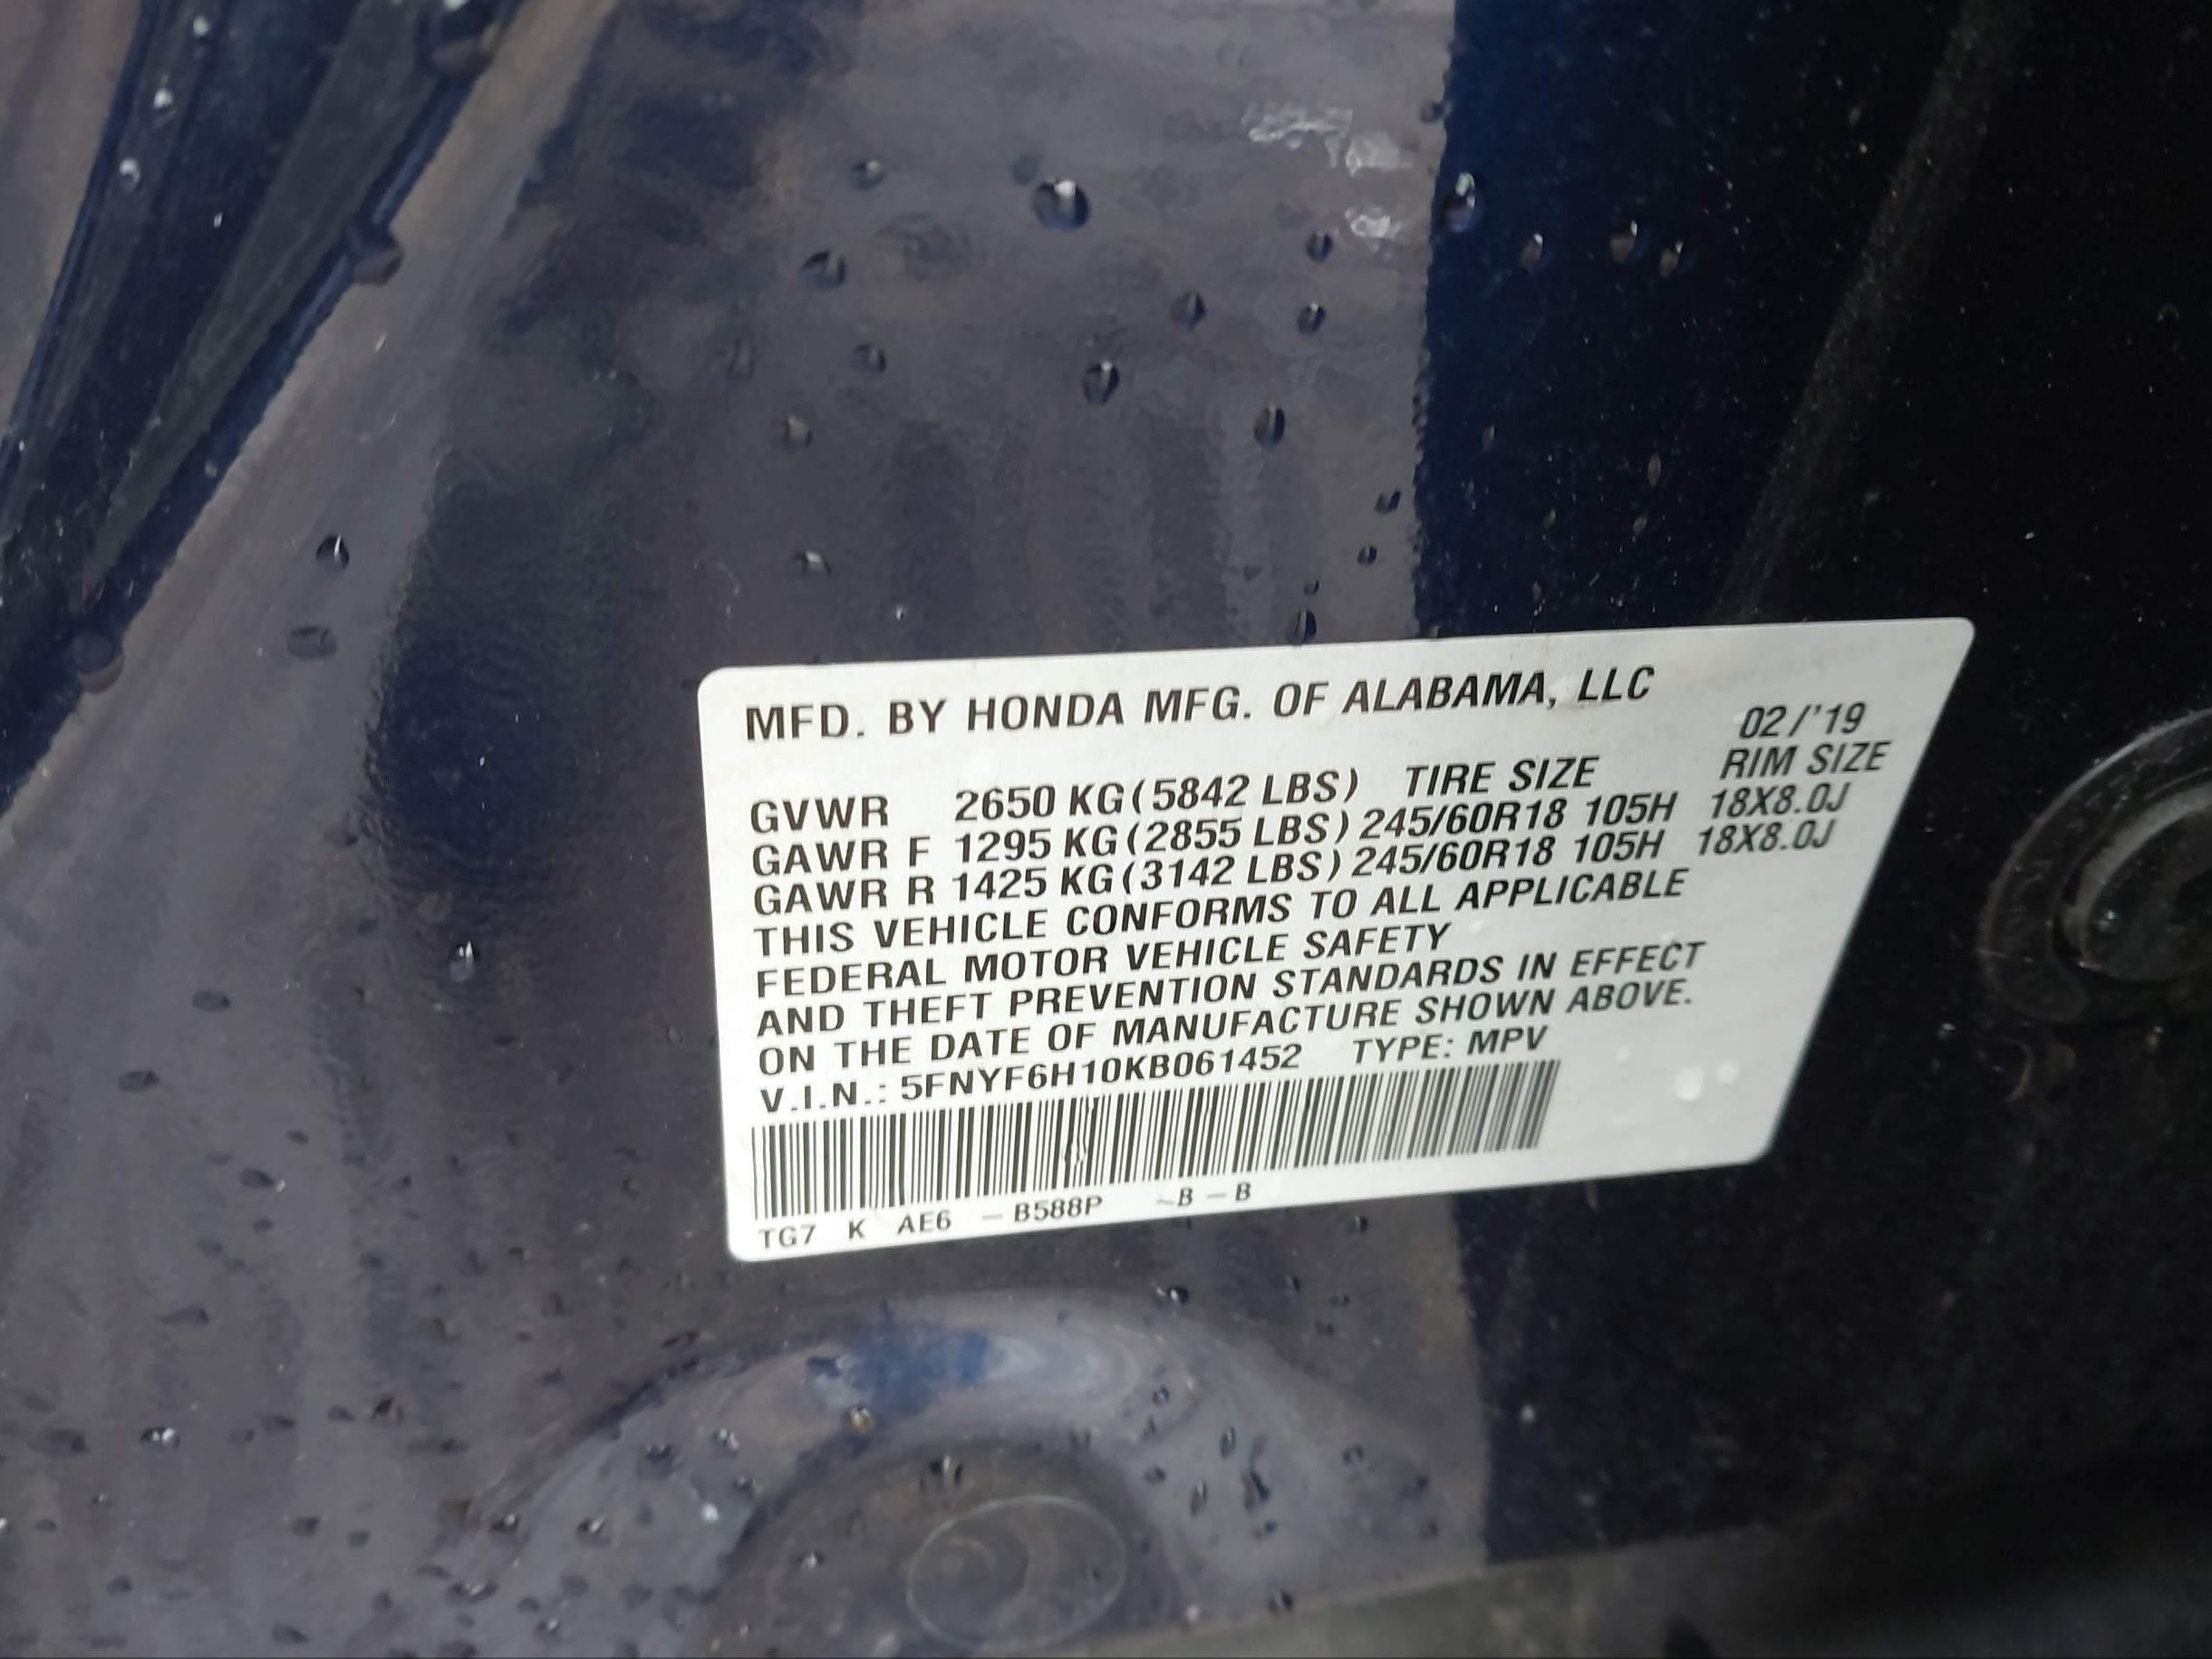 MFD. BY HONDA MFG. OF ALABAMA, LLC
02/'19
GVWR 2650 KG(5842 LBS) TIRE SIZE RIM SIZE
GAWR F 1295 KG(2855 LBS) 245/60R18 105H 18X8.0J
GAWR R 1425 KG(3142 LBS) 245/60R18 105H 18X8.0J
THIS VEHICLE CONFORMS TO ALL APPLICABLE
FEDERAL MOTOR VEHICLE SAFETY
AND THEFT PREVENTION STANDARDS IN EFFECT
ON THE DATE OF MANUFACTURE SHOWN ABOVE.
V.I.N.: 5FNYF6H10KB061452 TYPE: MPV
TG7 K AE6 -B588P -B-B